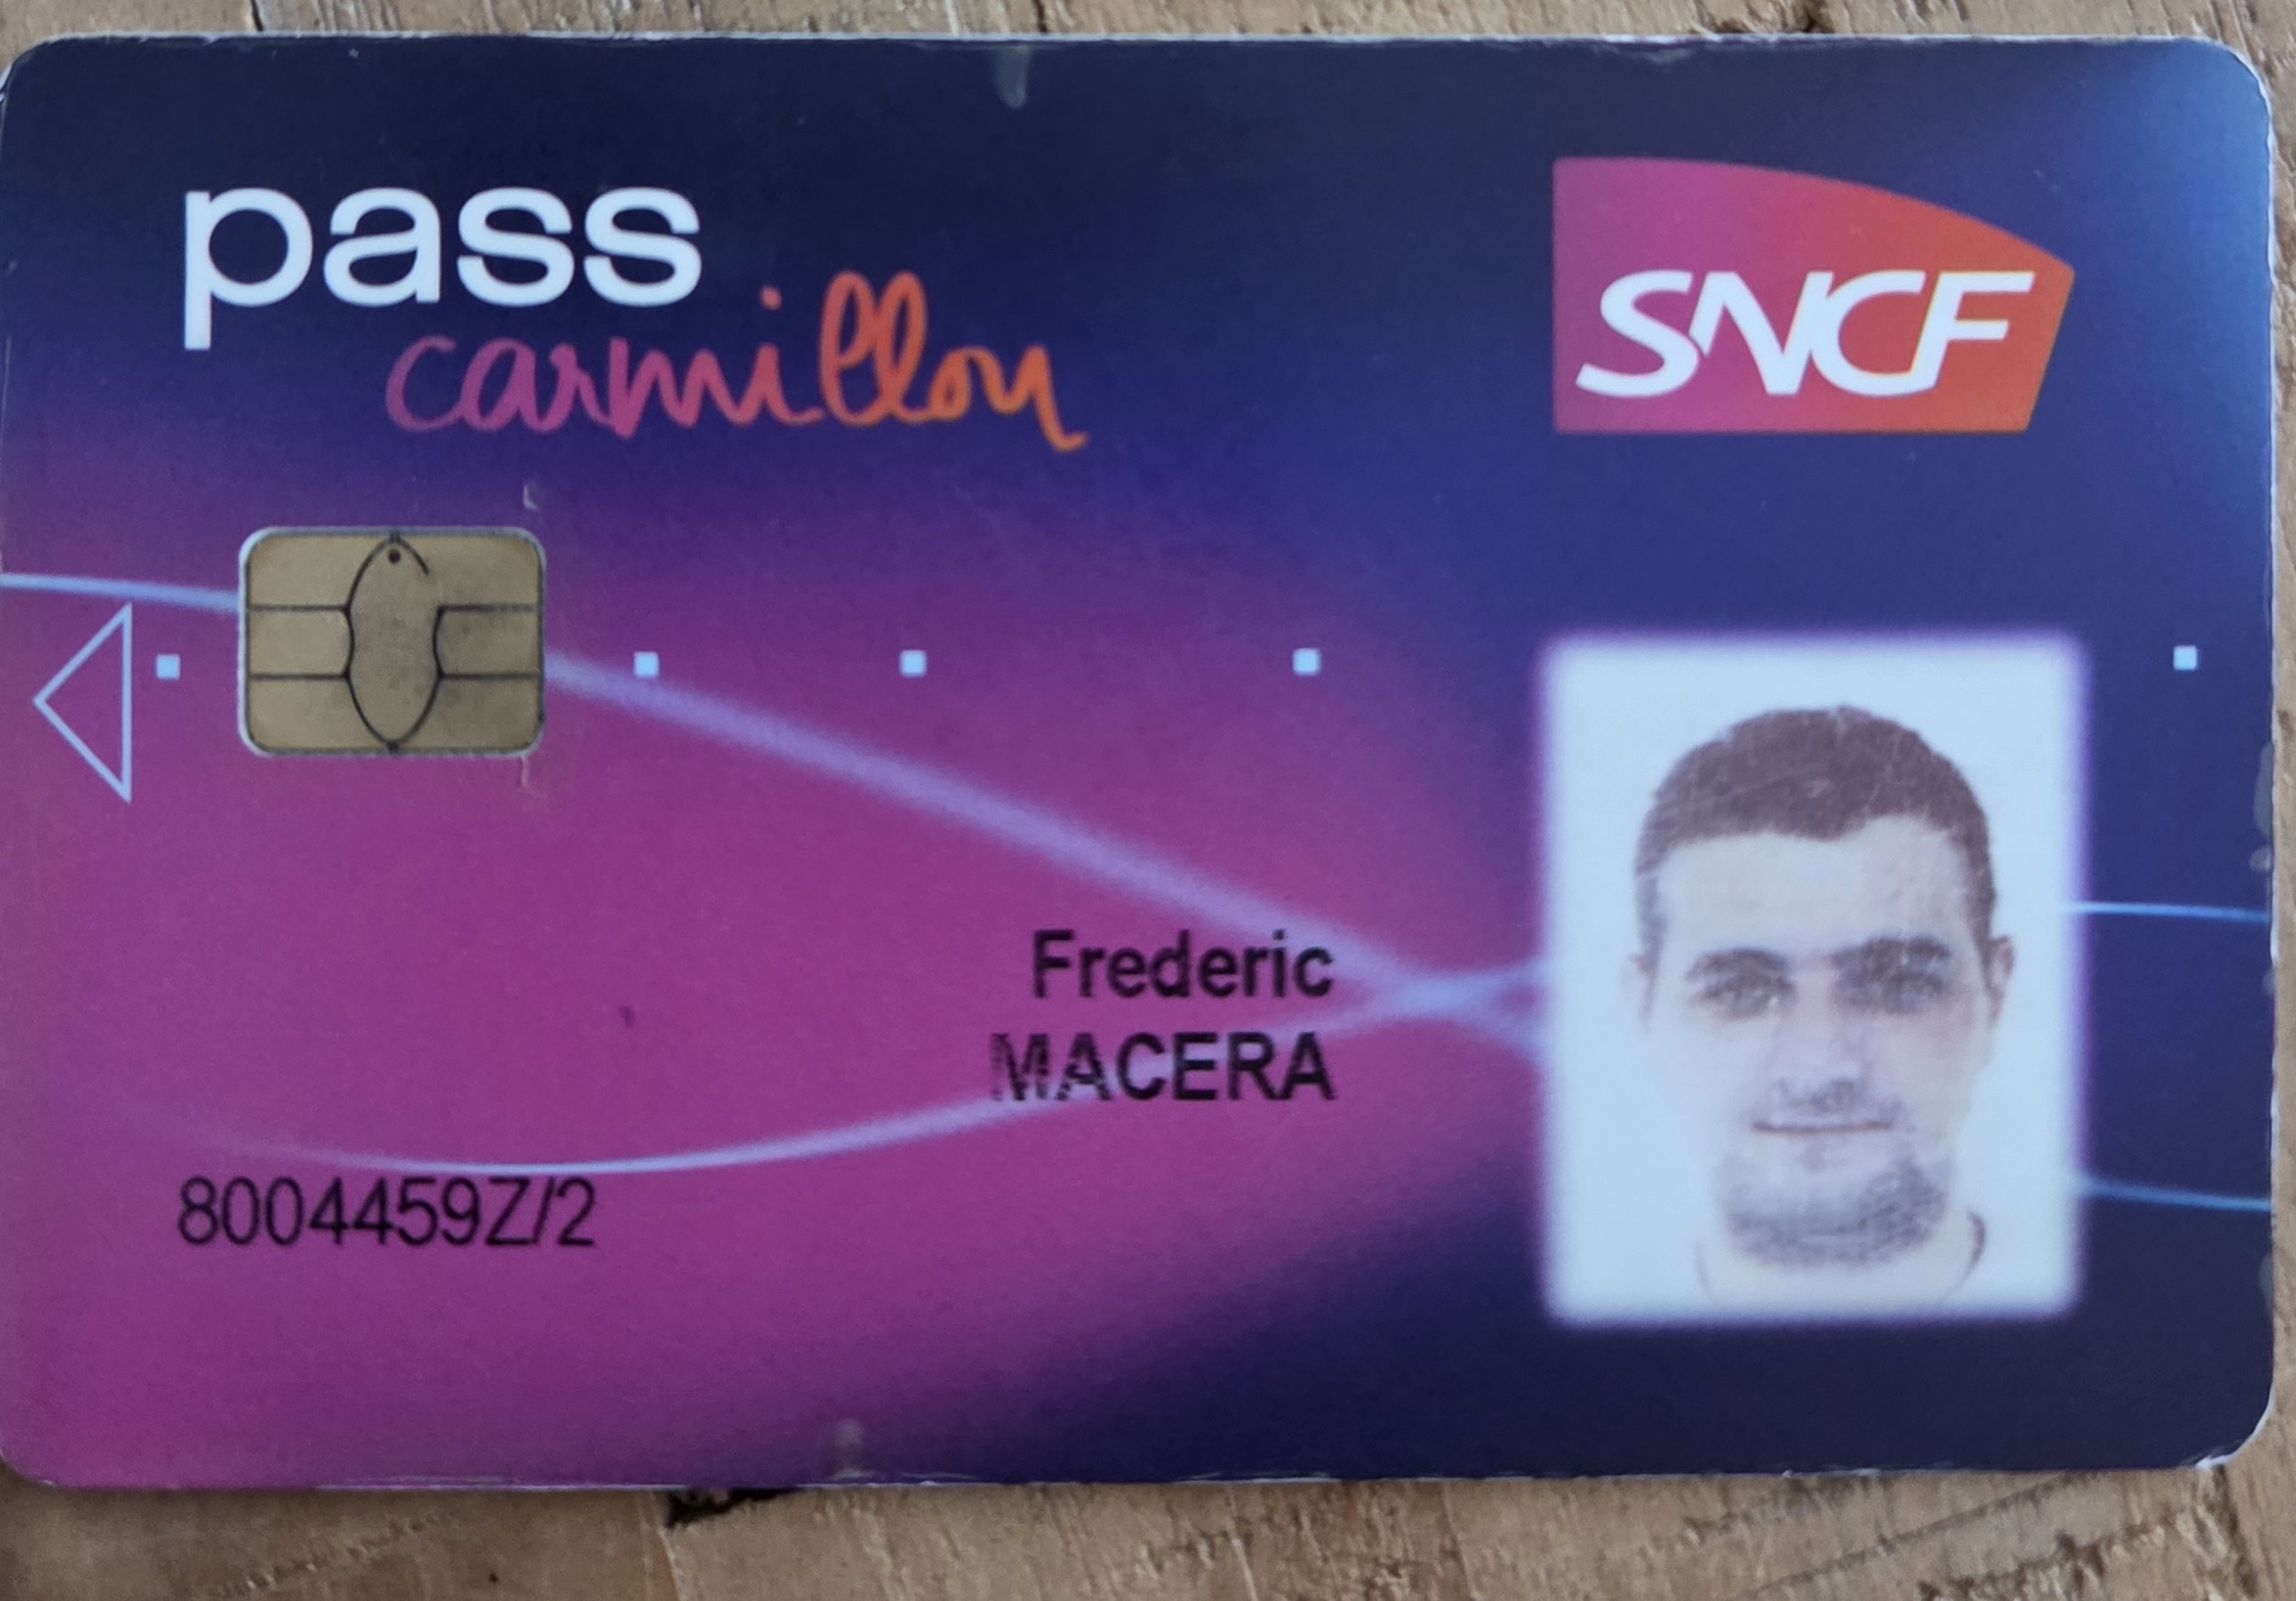 pass
carmillon
SNCF
Frederic
MACERA
8004459Z/2